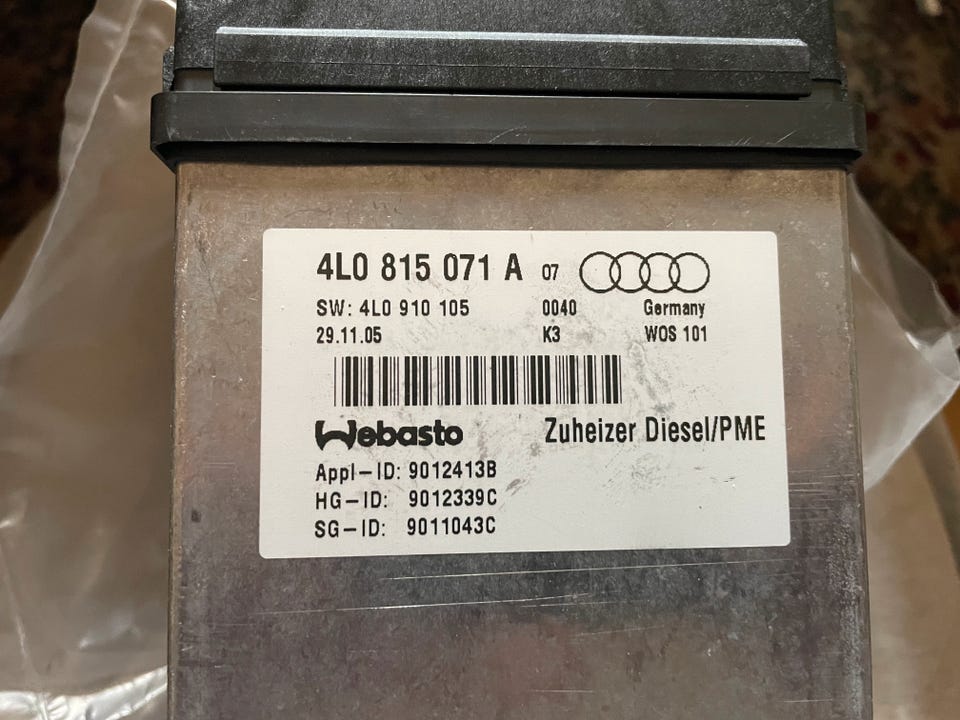 4L0 815 071 A 07
SW: 4L0 910 105 0040 Germany
29.11.05 K3 WOS 101
Webasto Zuheizer Diesel/PME
Appl-ID: 9012413B
HG-ID: 9012339C
SG-ID: 9011043C